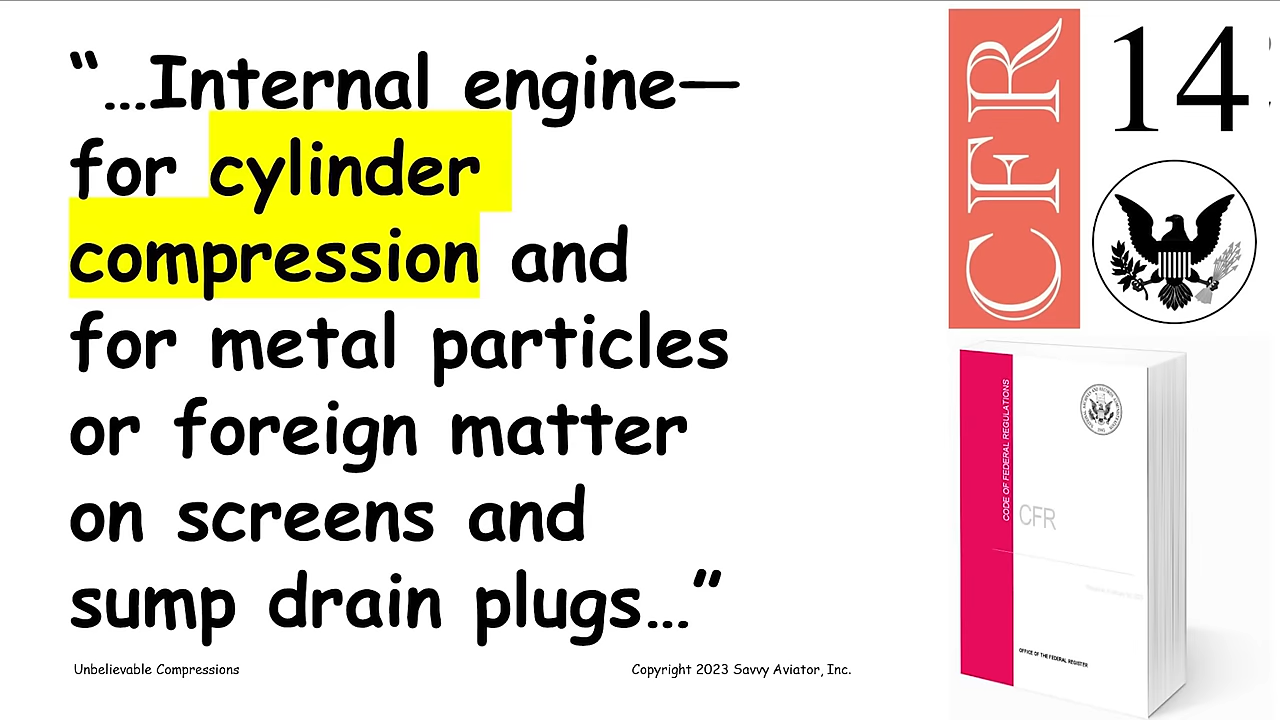 “...Internal engine—
for cylinder
compression and
for metal particles
or foreign matter
on screens and
sump drain plugs...”
Unbelievable Compressions
Copyright 2023 Savvy Aviator, Inc.
CFR
14
CODE OF FEDERAL REGULATIONS
CFR
OFFICE OF THE FEDERAL REGISTER